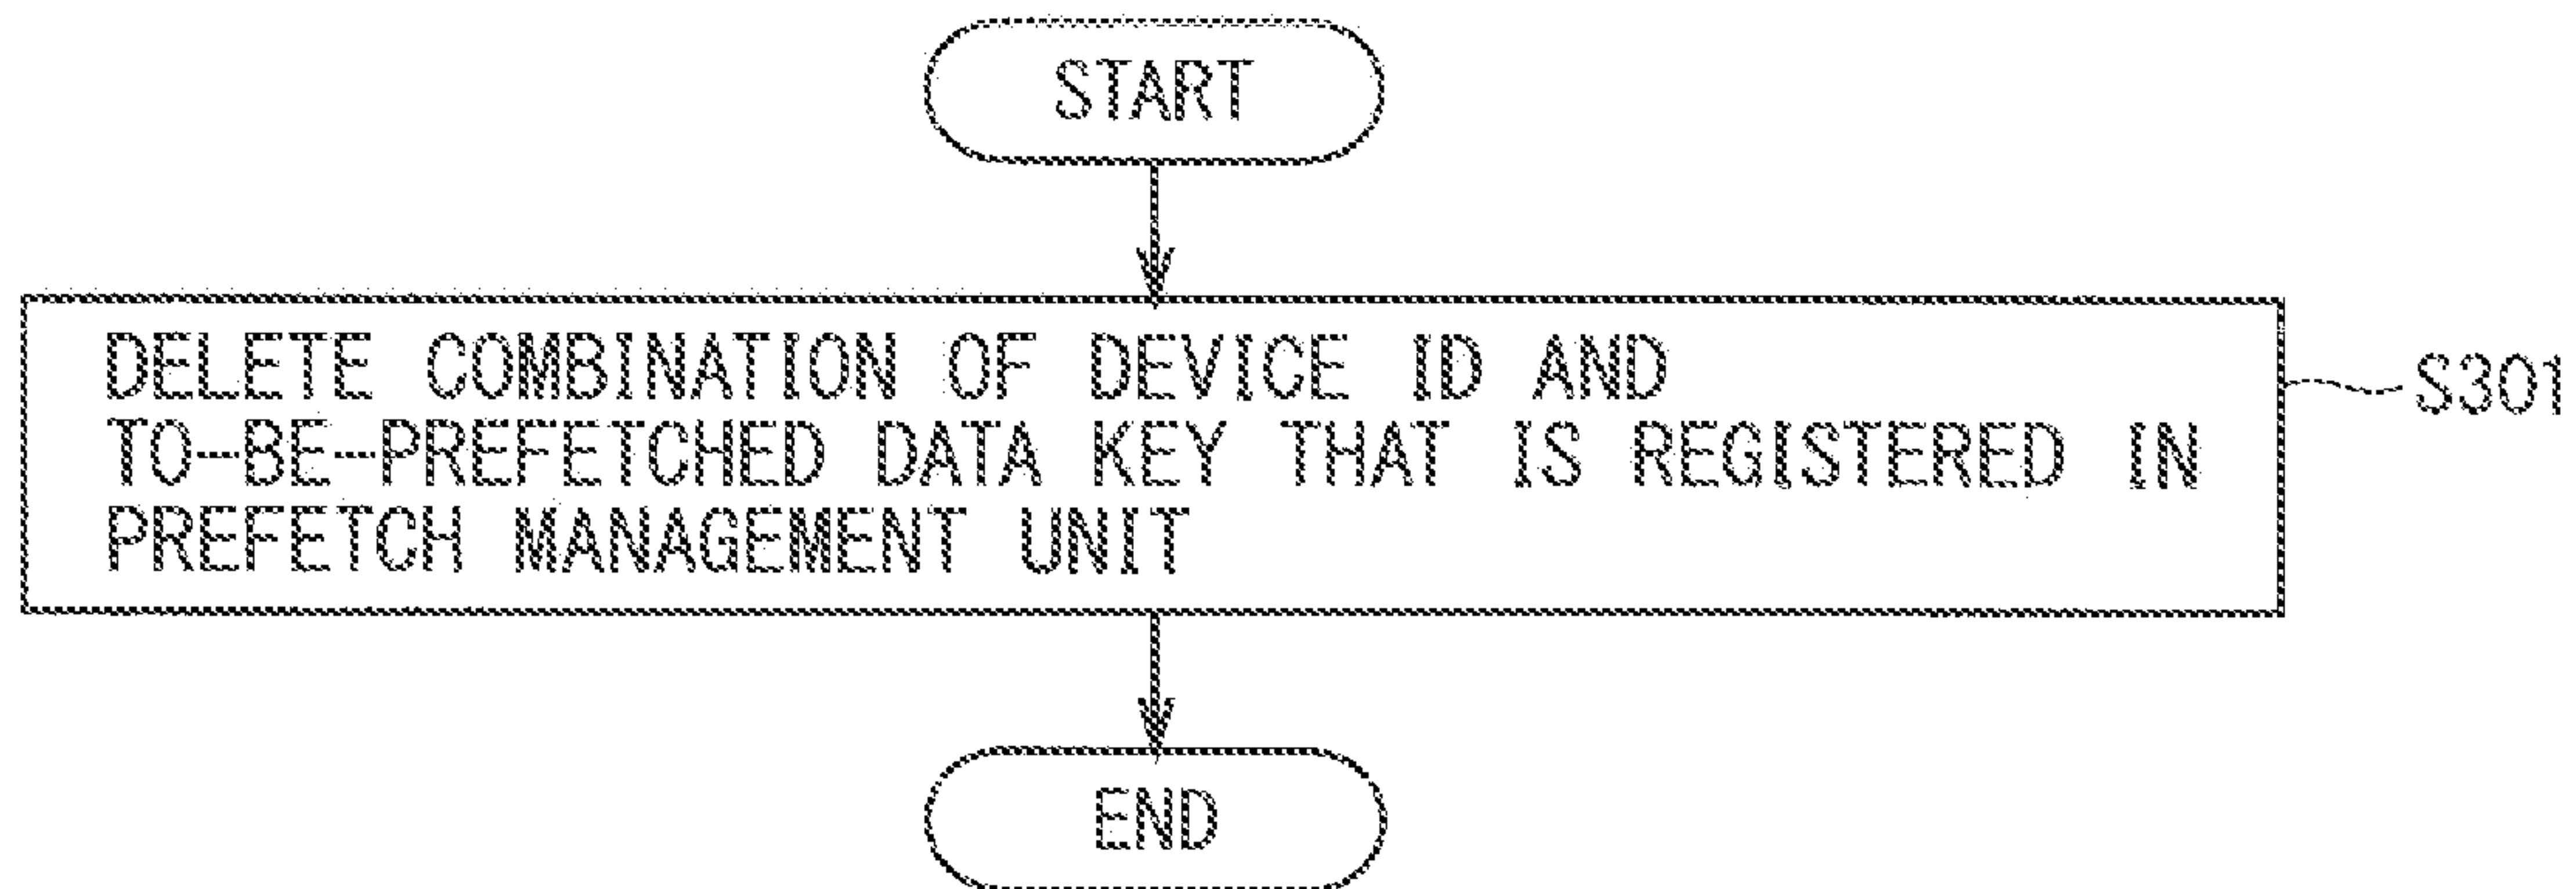 START
DELETE COMBINATION OF DEVICE ID AND
TO-BE-PREFETCHED DATA KEY THAT IS REGISTERED IN
PREFETCH MANAGEMENT UNIT
S301
END